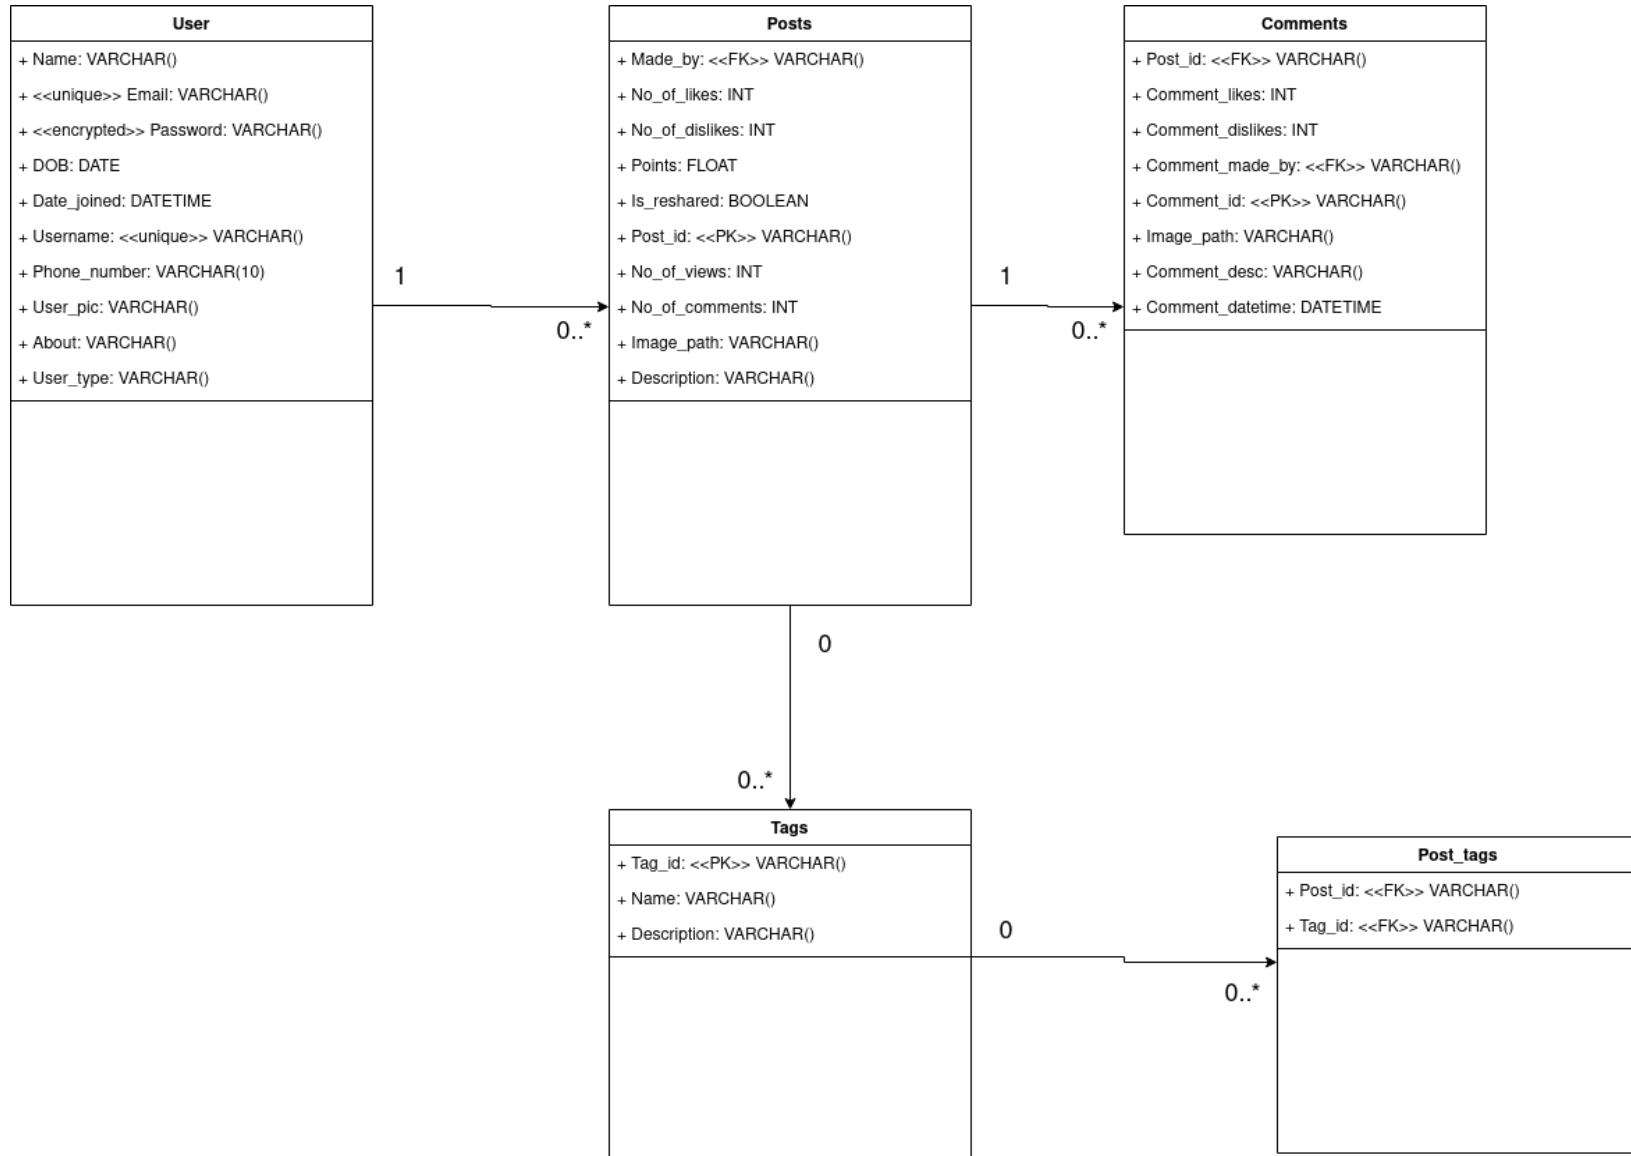 User
+ Name: VARCHAR()
+ <<unique>> Email: VARCHAR()
+ <<encrypted>> Password: VARCHAR()
+ DOB: DATE
+ Date_joined: DATETIME
+ Username: <<unique>> VARCHAR()
+ Phone_number: VARCHAR(10)
+ User_pic: VARCHAR()
+ About: VARCHAR()
+ User_type: VARCHAR()
1
0..*
Posts
+ Made_by: <<FK>> VARCHAR()
+ No_of_likes: INT
+ No_of_dislikes: INT
+ Points: FLOAT
+ Is_reshared: BOOLEAN
+ Post_id: <<PK>> VARCHAR()
+ No_of_views: INT
+ No_of_comments: INT
+ Image_path: VARCHAR()
+ Description: VARCHAR()
1
0..*
Comments
+ Post_id: <<FK>> VARCHAR()
+ Comment_likes: INT
+ Comment_dislikes: INT
+ Comment_made_by: <<FK>> VARCHAR()
+ Comment_id: <<PK>> VARCHAR()
+ Image_path: VARCHAR()
+ Comment_desc: VARCHAR()
+ Comment_datetime: DATETIME
0
0..*
Tags
+ Tag_id: <<PK>> VARCHAR()
+ Name: VARCHAR()
+ Description: VARCHAR()
0
0..*
Post_tags
+ Post_id: <<FK>> VARCHAR()
+ Tag_id: <<FK>> VARCHAR()